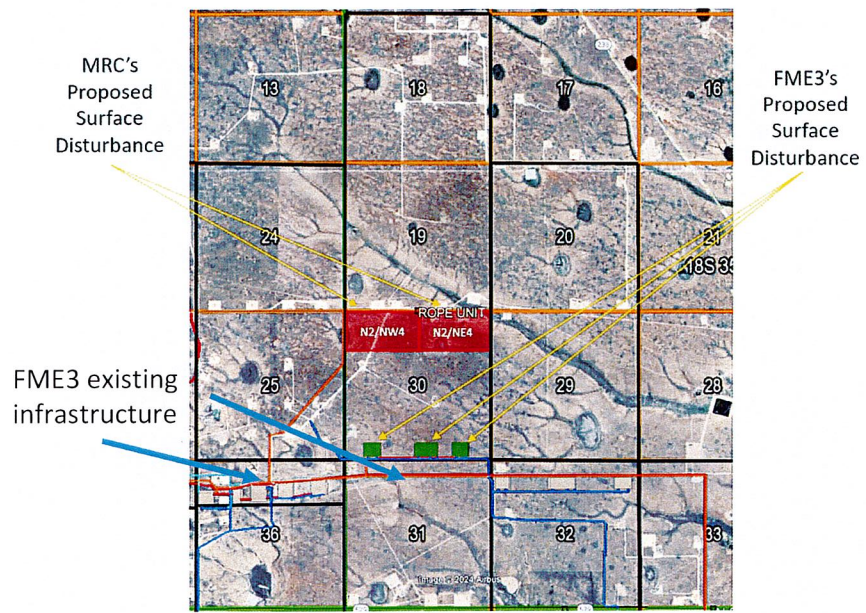 MRC's
Proposed
Surface
Disturbance
FME3's
Proposed
Surface
Disturbance
13
18
17
16
24
19
20
21
18S 35
ROPE UNIT
N2/NW4
N2/NE4
25
30
29
28
FME3 existing
infrastructure
36
31
32
33